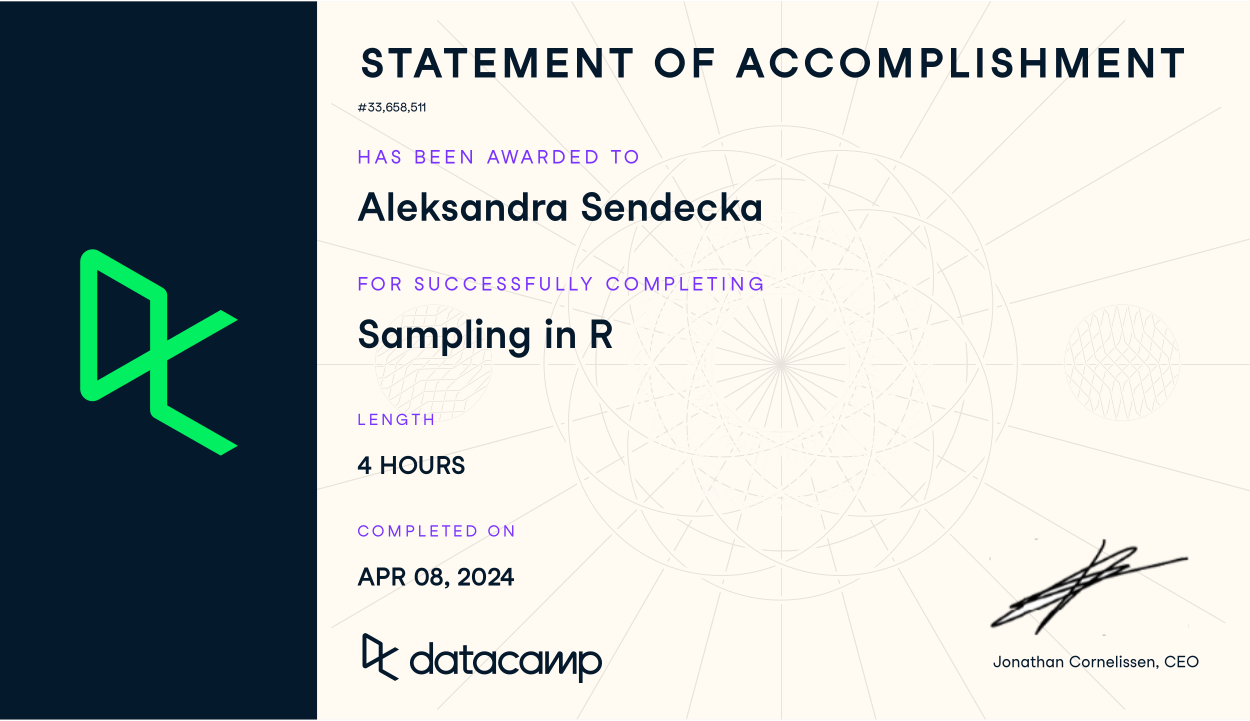 STATEMENT OF ACCOMPLISHMENT
#33,658,511
HAS BEEN AWARDED TO
Aleksandra Sendecka
FOR SUCCESSFULLY COMPLETING
Sampling in R
LENGTH
4 HOURS
COMPLETED ON
APR 08, 2024
datacamp
Jonathan Cornelissen, CEO